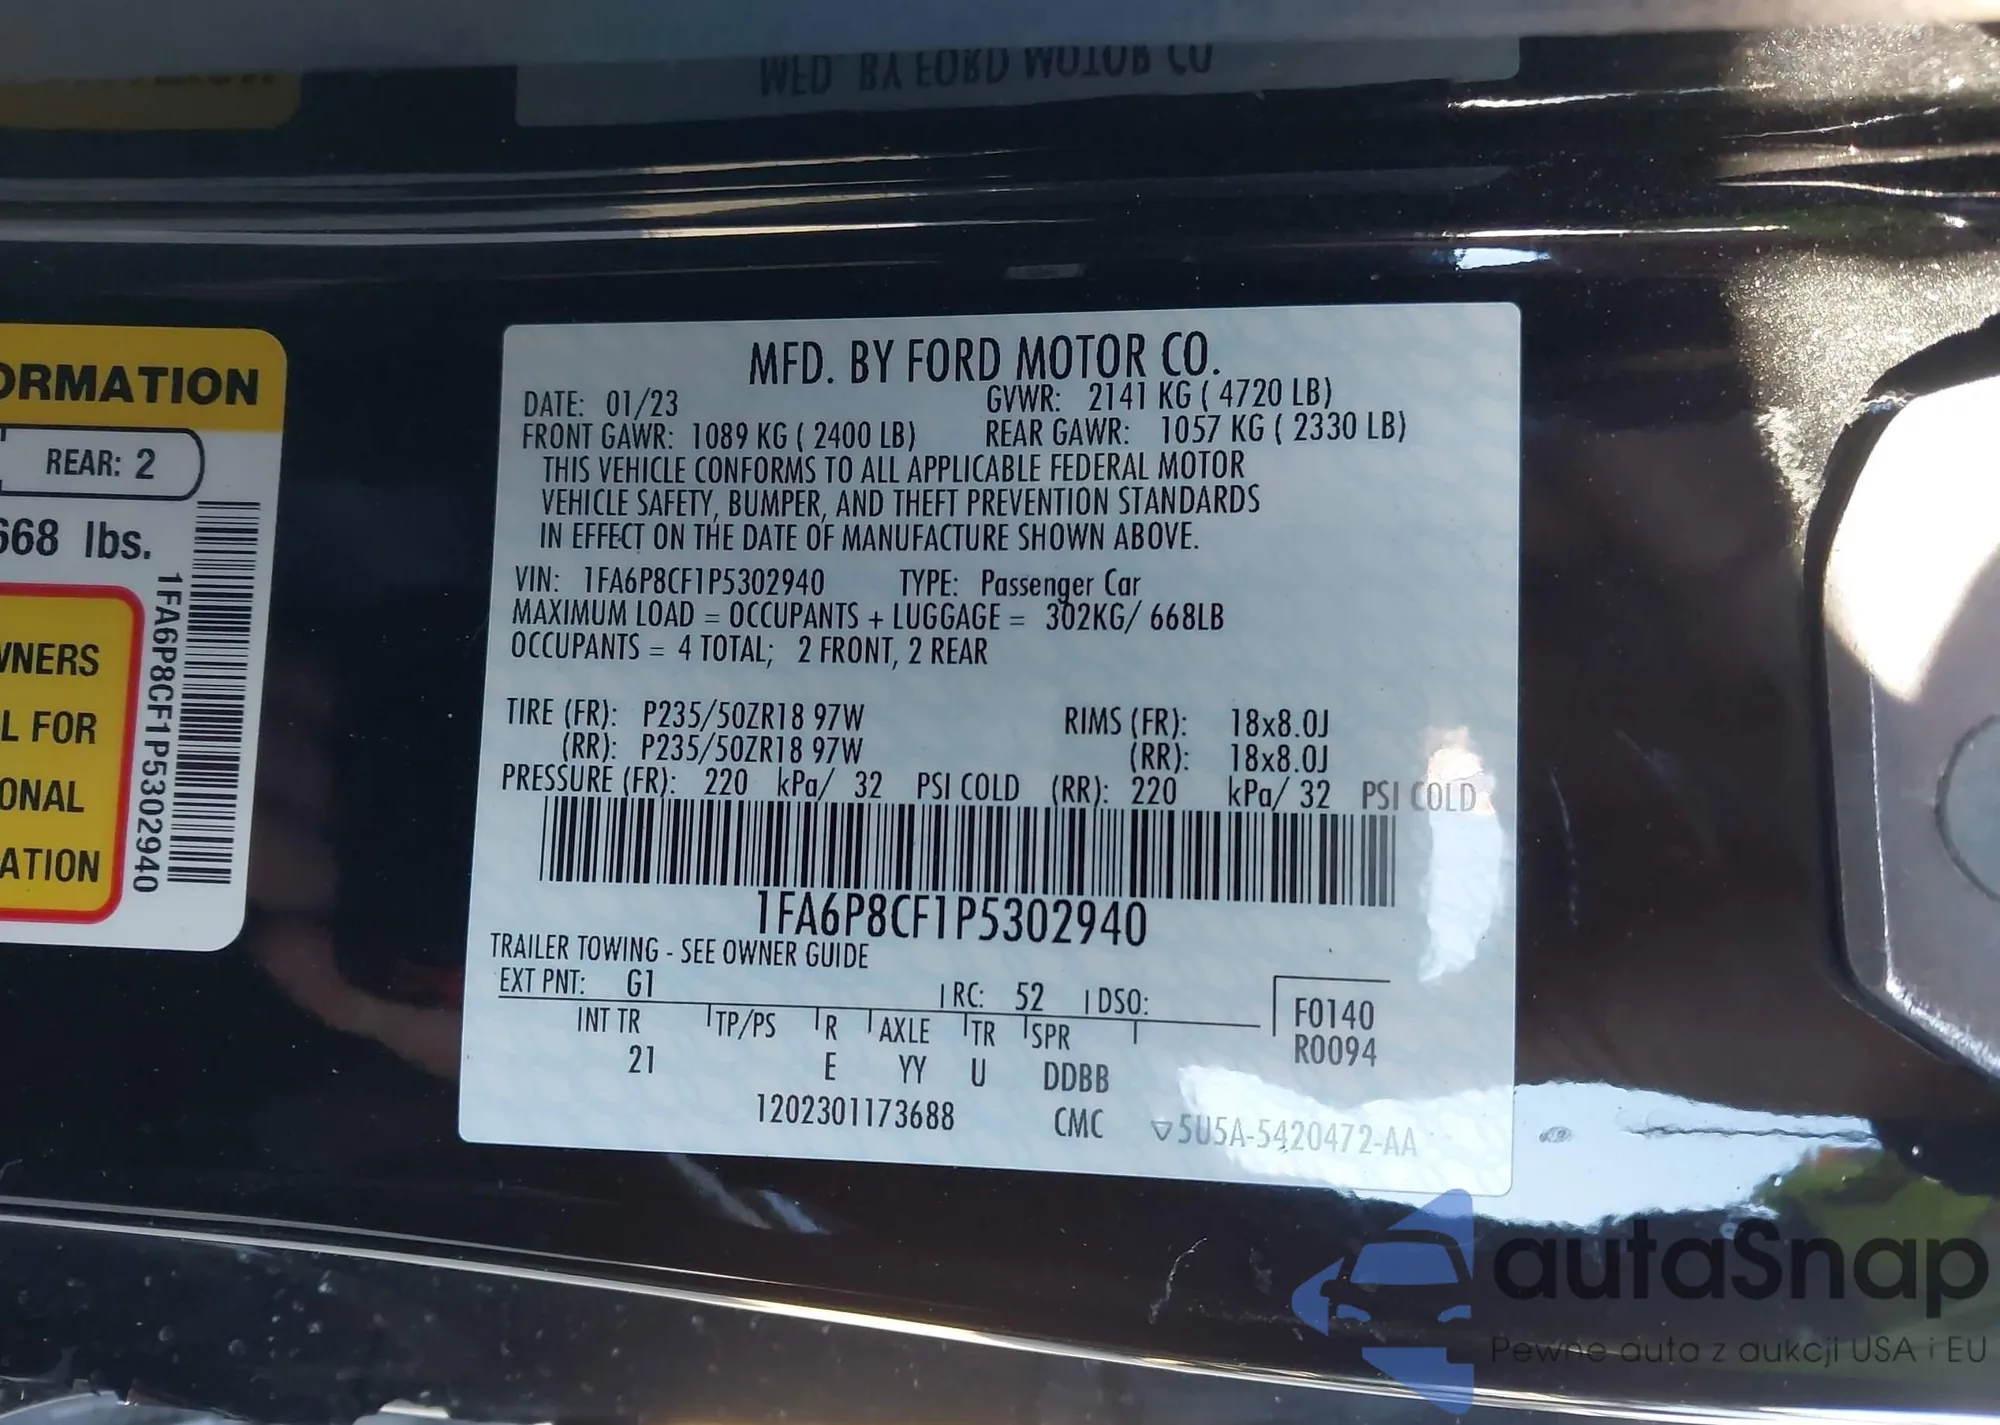 MFD. BY FORD MOTOR CO
ORMATION
REAR: 2
668 lbs.
WNERS
L FOR
ONAL
ATION
1FA6P8CF1P5302940
MFD. BY FORD MOTOR CO.
DATE: 01/23 GVWR: 2141 KG ( 4720 LB)
FRONT GAWR: 1089 KG ( 2400 LB) REAR GAWR: 1057 KG ( 2330 LB)
THIS VEHICLE CONFORMS TO ALL APPLICABLE FEDERAL MOTOR
VEHICLE SAFETY, BUMPER, AND THEFT PREVENTION STANDARDS
IN EFFECT ON THE DATE OF MANUFACTURE SHOWN ABOVE.
VIN: 1FA6P8CF1P5302940 TYPE: Passenger Car
MAXIMUM LOAD = OCCUPANTS + LUGGAGE = 302KG/ 668LB
OCCUPANTS = 4 TOTAL; 2 FRONT, 2 REAR
TIRE (FR): P235/50ZR18 97W RIMS (FR): 18x8.0J
(RR): P235/50ZR18 97W (RR): 18x8.0J
PRESSURE (FR): 220 kPa/ 32 PSI COLD (RR): 220 kPa/ 32 PSI COLD
1FA6P8CF1P5302940
TRAILER TOWING - SEE OWNER GUIDE
EXT PNT: G1 RC: 52 DSO: F0140
INT TR TP/PS R AXLE TR SPR R0094
21 E YY U DDBB
1202301173688 CMC ▽5U5A-5420472-AA
autaSnap
Pewne auta z aukcji USA i EU